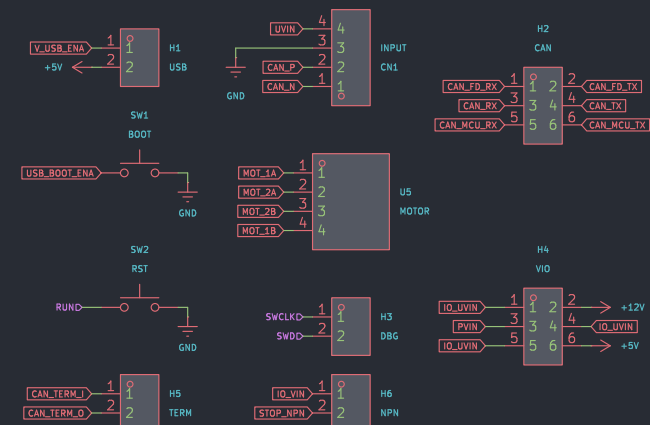 V_USB_ENA 1 1 H1
+5V 2 2 USB
UVIN 4 4
3 3 INPUT
CAN_P 2 2 CN1
CAN_N 1 1
GND
H2
CAN
CAN_FD_RX 1 1 2 2 CAN_FD_TX
CAN_RX 3 3 4 4 CAN_TX
CAN_MCU_RX 5 5 6 6 CAN_MCU_TX
SW1
BOOT
USB_BOOT_ENA
GND
MOT_1A 1 1
MOT_2A 2 2 U5
MOT_2B 3 3 MOTOR
MOT_1B 4 4
SW2
RST
RUN
GND
SWCLK 1 1 H3
SWD 2 2 DBG
H4
VIO
IO_UVIN 1 1 2 2 +12V
PVIN 3 3 4 4 IO_UVIN
IO_UVIN 5 5 6 6 +5V
CAN_TERM_I 1 1 H5
CAN_TERM_O 2 2 TERM
IO_VIN 1 1 H6
STOP_NPN 2 2 NPN